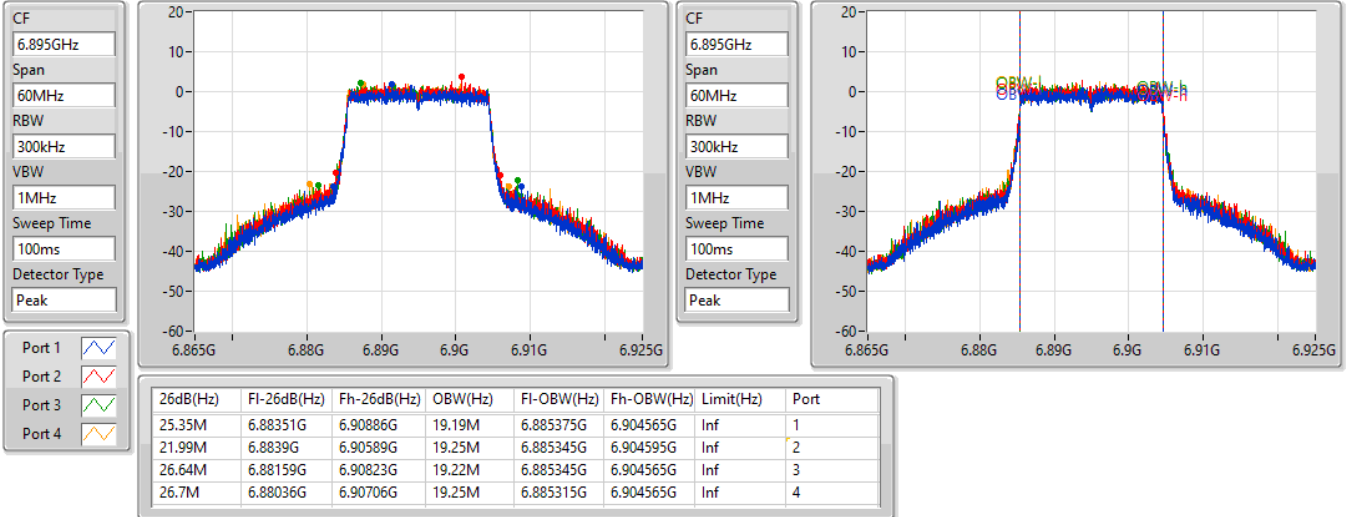 CF
6.895GHz
Span
60MHz
RBW
300kHz
VBW
1MHz
Sweep Time
100ms
Detector Type
Peak
20
10
0
-10
-20
-30
-40
-50
-60
6.865G 6.88G 6.89G 6.9G 6.91G 6.925G
CF
6.895GHz
Span
60MHz
RBW
300kHz
VBW
1MHz
Sweep Time
100ms
Detector Type
Peak
20
10
0
-10
-20
-30
-40
-50
-60
OBW-l OBW-h
6.865G 6.88G 6.89G 6.9G 6.91G 6.925G
Port 1
Port 2
Port 3
Port 4
26dB(Hz) Fl-26dB(Hz) Fh-26dB(Hz) OBW(Hz) Fl-OBW(Hz) Fh-OBW(Hz) Limit(Hz) Port
25.35M 6.88351G 6.90886G 19.19M 6.885375G 6.904565G Inf 1
21.99M 6.8839G 6.90589G 19.25M 6.885345G 6.904595G Inf 2
26.64M 6.88159G 6.90823G 19.22M 6.885345G 6.904565G Inf 3
26.7M 6.88036G 6.90706G 19.25M 6.885315G 6.904565G Inf 4